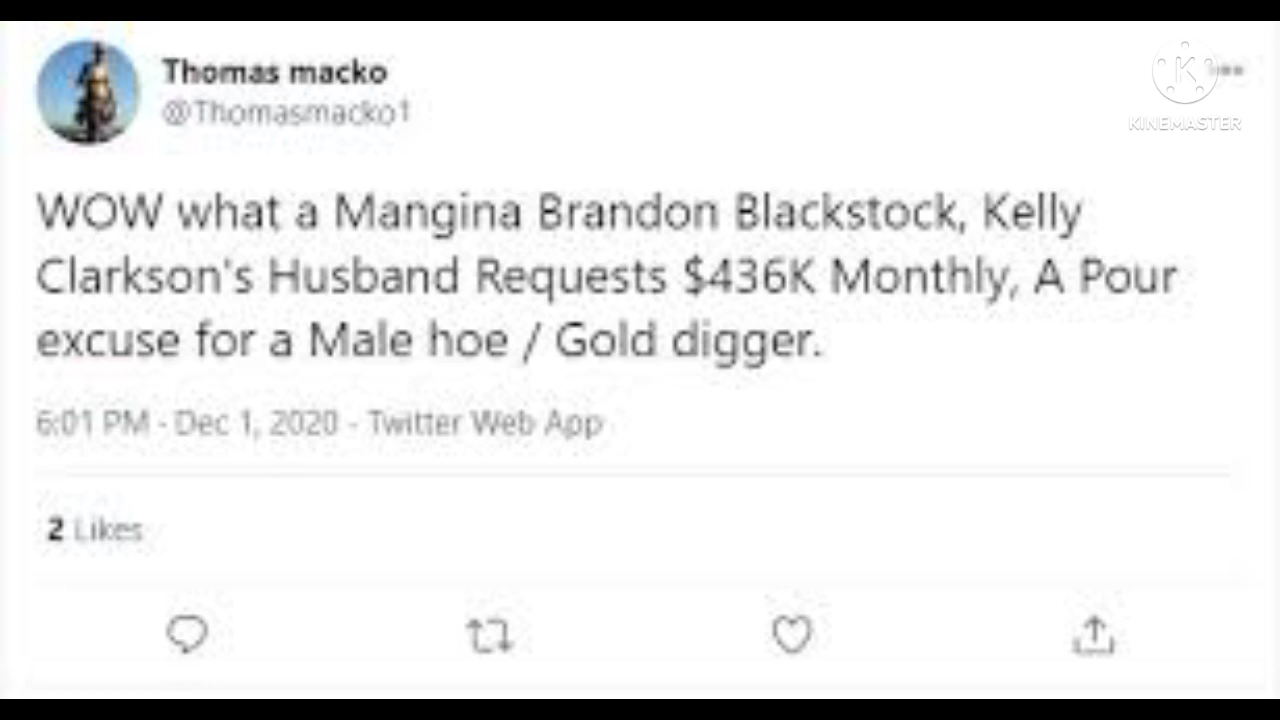 Thomas macko
@Thomasmacko1
KINEMASTER
WOW what a Mangina Brandon Blackstock, Kelly
Clarkson's Husband Requests $436K Monthly, A Pour
excuse for a Male hoe / Gold digger.
6:01 PM - Dec 1, 2020 - Twitter Web App
2 Likes